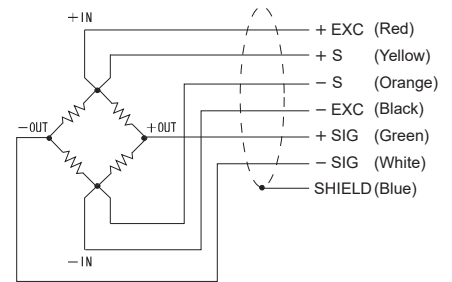 +IN
+ EXC (Red)
+ S (Yellow)
− S (Orange)
− EXC (Black)
−OUT +OUT + SIG (Green)
− SIG (White)
SHIELD (Blue)
−IN